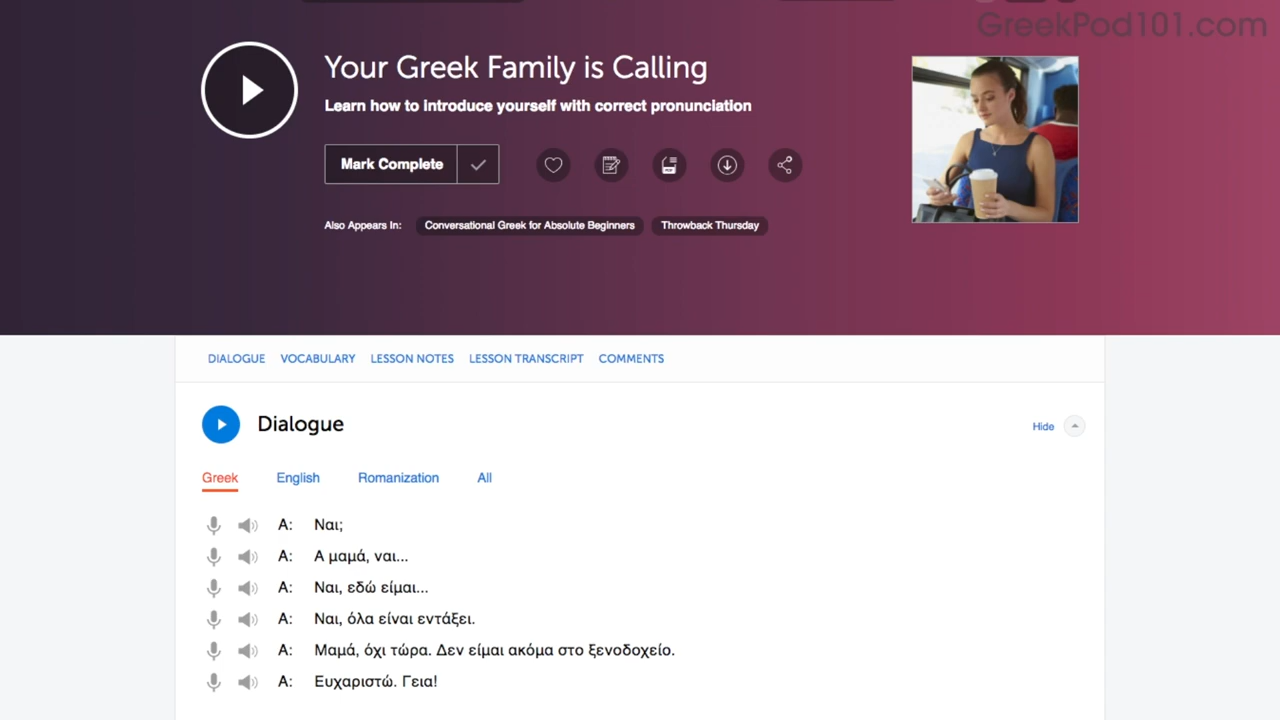 GreekPod101.com
Your Greek Family is Calling
Learn how to introduce yourself with correct pronunciation
Mark Complete
PDF
Also Appears In: Conversational Greek for Absolute Beginners Throwback Thursday
DIALOGUE VOCABULARY LESSON NOTES LESSON TRANSCRIPT COMMENTS
Dialogue
Hide
Greek English Romanization All
A: Ναι;
A: Α μαμά, ναι...
A: Ναι, εδώ είμαι...
A: Ναι, όλα είναι εντάξει.
A: Μαμά, όχι τώρα. Δεν είμαι ακόμα στο ξενοδοχείο.
A: Ευχαριστώ. Γεια!